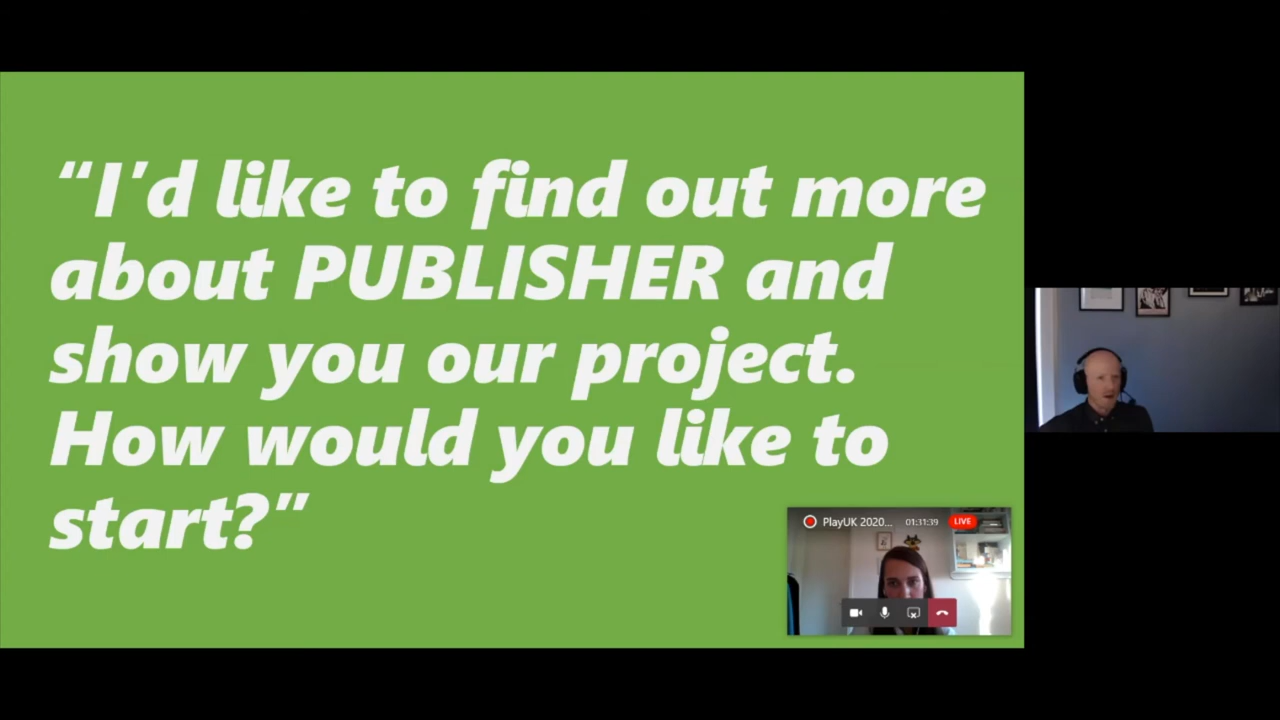 “I’d like to find out more
about PUBLISHER and
show you our project.
How would you like to
start?”
PlayUK 2020... 01:31:39 LIVE